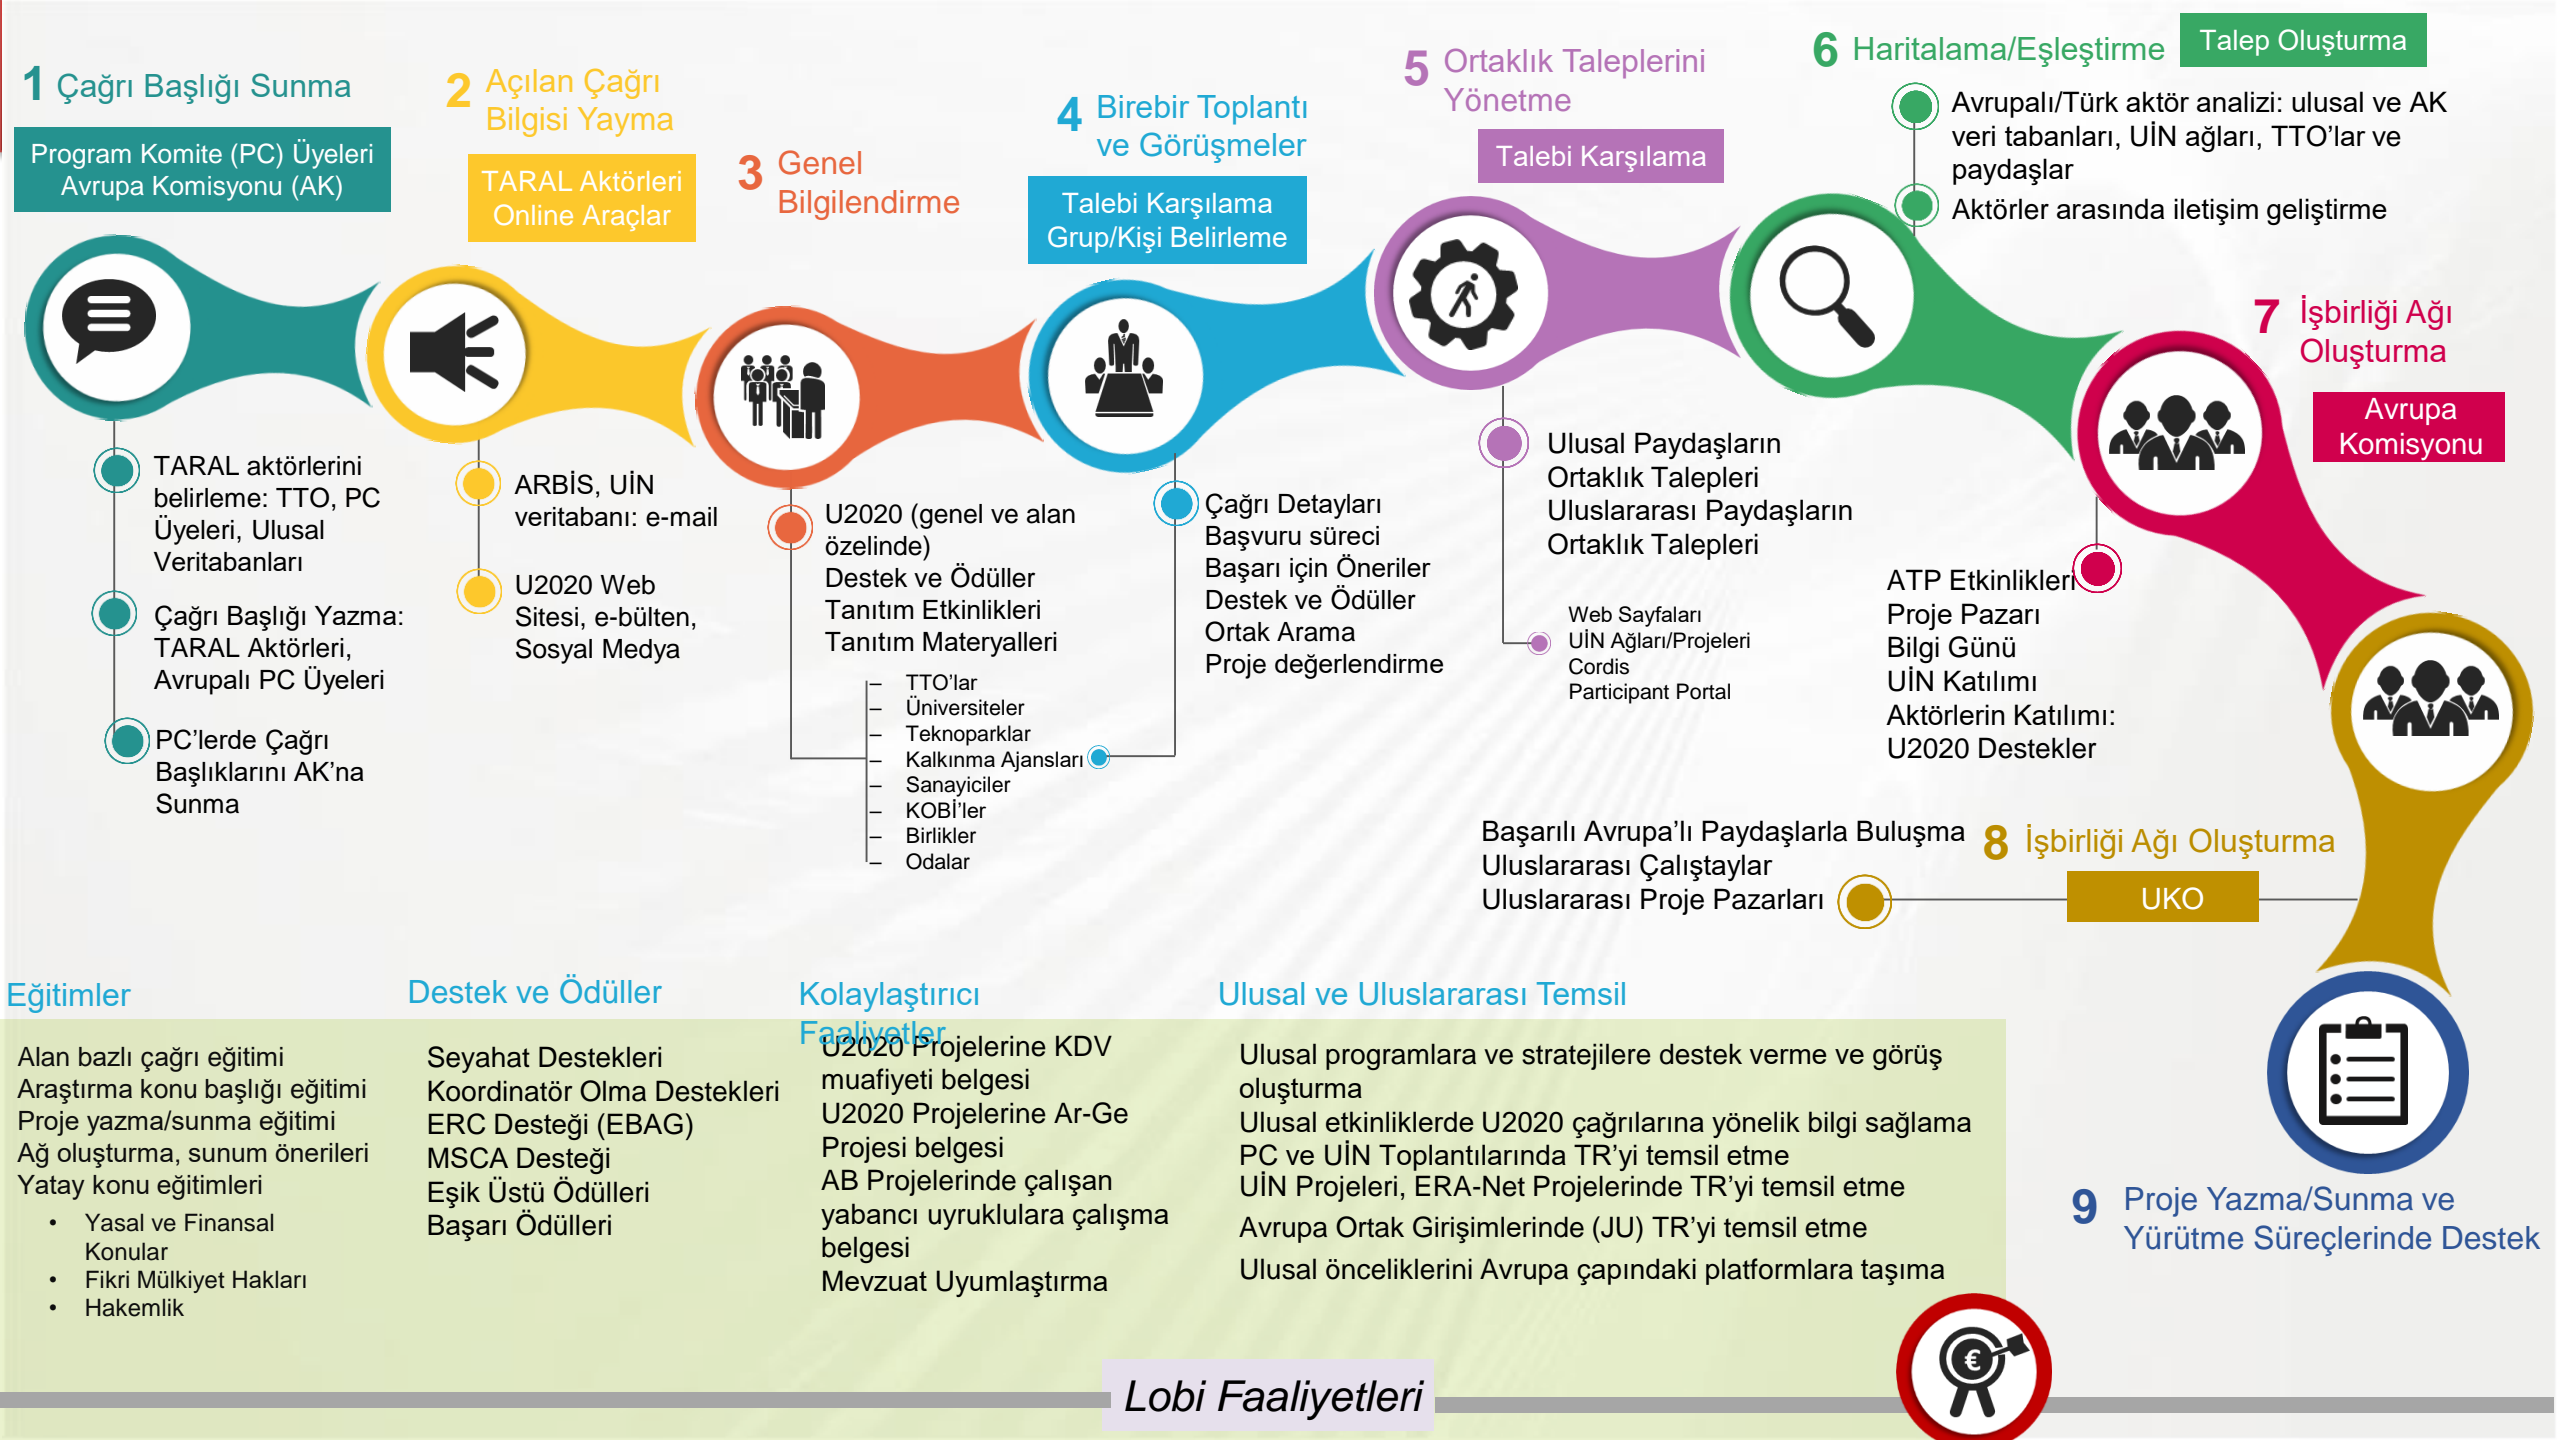 1 Çağrı Başlığı Sunma
Program Komite (PC) Üyeleri
Avrupa Komisyonu (AK)
TARAL aktörlerini
belirleme: TTO, PC
Üyeleri, Ulusal
Veritabanları
Çağrı Başlığı Yazma:
TARAL Aktörleri,
Avrupalı PC Üyeleri
PC’lerde Çağrı
Başlıklarını AK’na
Sunma
2 Açılan Çağrı
Bilgisi Yayma
TARAL Aktörleri
Online Araçlar
ARBİS, UİN
veritabanı: e-mail
U2020 Web
Sitesi, e-bülten,
Sosyal Medya
3 Genel
Bilgilendirme
U2020 (genel ve alan
özelinde)
Destek ve Ödüller
Tanıtım Etkinlikleri
Tanıtım Materyalleri
– TTO’lar
– Üniversiteler
– Teknoparklar
– Kalkınma Ajansları
– Sanayiciler
– KOBİ’ler
– Birlikler
– Odalar
4 Birebir Toplantı
ve Görüşmeler
Talebi Karşılama
Grup/Kişi Belirleme
Çağrı Detayları
Başvuru süreci
Başarı için Öneriler
Destek ve Ödüller
Ortak Arama
Proje değerlendirme
5 Ortaklık Taleplerini
Yönetme
Talebi Karşılama
Ulusal Paydaşların
Ortaklık Talepleri
Uluslararası Paydaşların
Ortaklık Talepleri
Web Sayfaları
UİN Ağları/Projeleri
Cordis
Participant Portal
6 Haritalama/Eşleştirme
Talep Oluşturma
Avrupalı/Türk aktör analizi: ulusal ve AK
veri tabanları, UİN ağları, TTO’lar ve
paydaşlar
Aktörler arasında iletişim geliştirme
7 İşbirliği Ağı
Oluşturma
Avrupa
Komisyonu
ATP Etkinlikleri
Proje Pazarı
Bilgi Günü
UİN Katılımı
Aktörlerin Katılımı:
U2020 Destekler
8 İşbirliği Ağı Oluşturma
UKO
Başarılı Avrupa’lı Paydaşlarla Buluşma
Uluslararası Çalıştaylar
Uluslararası Proje Pazarları
9 Proje Yazma/Sunma ve
Yürütme Süreçlerinde Destek
Eğitimler
Alan bazlı çağrı eğitimi
Araştırma konu başlığı eğitimi
Proje yazma/sunma eğitimi
Ağ oluşturma, sunum önerileri
Yatay konu eğitimleri
• Yasal ve Finansal
Konular
• Fikri Mülkiyet Hakları
• Hakemlik
Destek ve Ödüller
Seyahat Destekleri
Koordinatör Olma Destekleri
ERC Desteği (EBAG)
MSCA Desteği
Eşik Üstü Ödülleri
Başarı Ödülleri
Kolaylaştırıcı
Faaliyetler
U2020 Projelerine KDV
muafiyeti belgesi
U2020 Projelerine Ar-Ge
Projesi belgesi
AB Projelerinde çalışan
yabancı uyruklulara çalışma
belgesi
Mevzuat Uyumlaştırma
Ulusal ve Uluslararası Temsil
Ulusal programlara ve stratejilere destek verme ve görüş
oluşturma
Ulusal etkinliklerde U2020 çağrılarına yönelik bilgi sağlama
PC ve UİN Toplantılarında TR’yi temsil etme
UİN Projeleri, ERA-Net Projelerinde TR’yi temsil etme
Avrupa Ortak Girişimlerinde (JU) TR’yi temsil etme
Ulusal önceliklerini Avrupa çapındaki platformlara taşıma
€
Lobi Faaliyetleri